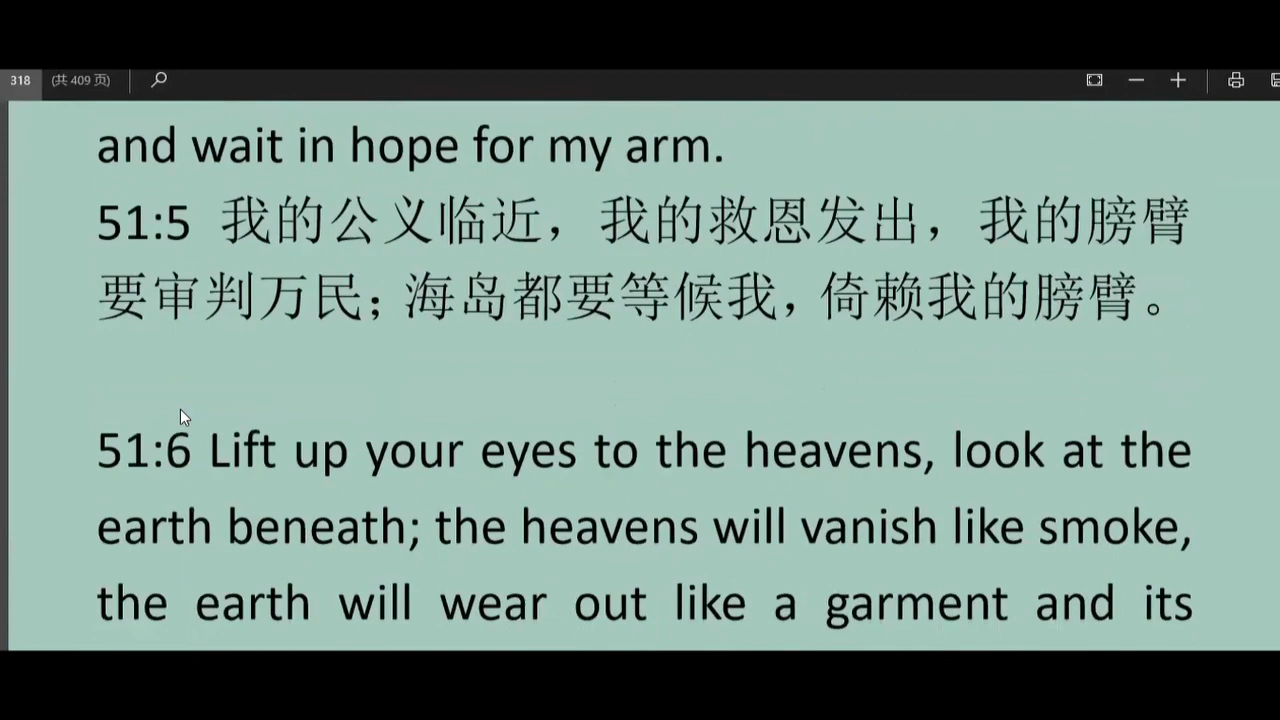 318 (共 409 页)
and wait in hope for my arm.
51:5 我的公义临近，我的救恩发出，我的膀臂
要审判万民；海岛都要等候我，倚赖我的膀臂。
51:6 Lift up your eyes to the heavens, look at the
earth beneath; the heavens will vanish like smoke,
the earth will wear out like a garment and its